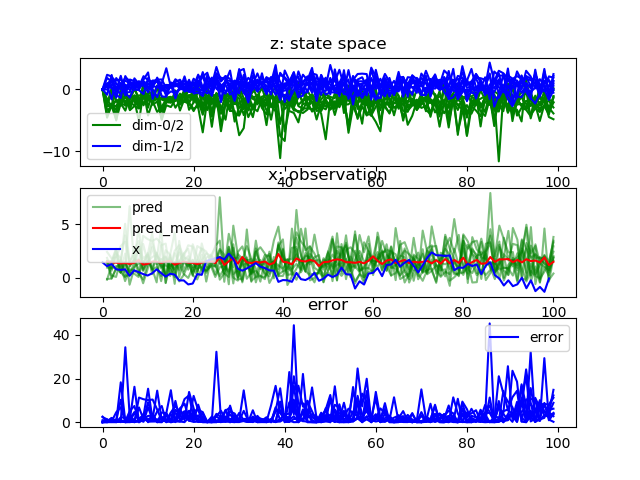 z: state space
0
−10
dim-0/2
dim-1/2
0 20 40 60 80 100
x: observation
5
0
pred
pred_mean
x
0 20 40 60 80 100
error
40
20
0
error
0 20 40 60 80 100